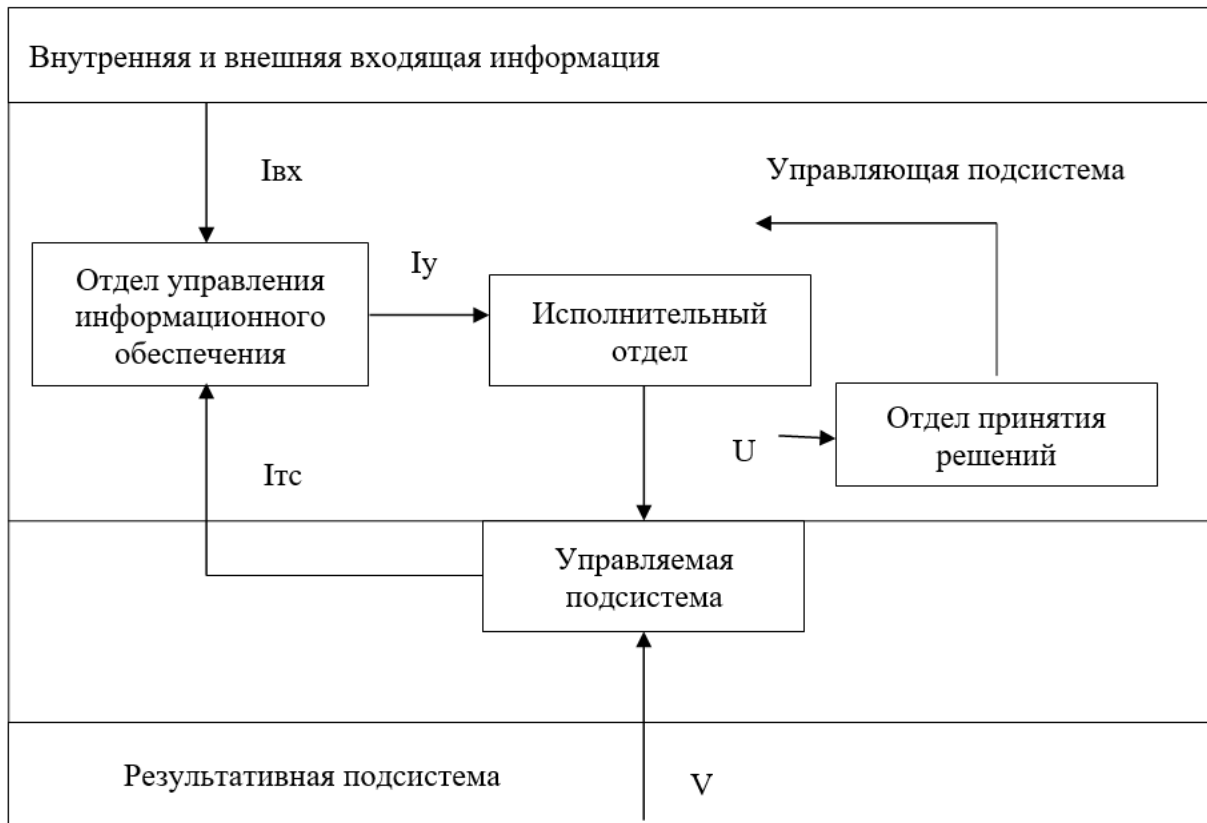 Внутренняя и внешняя входящая информация
Iвх
Управляющая подсистема
Отдел управления
информационного
обеспечения
Iу
Исполнительный
отдел
U
Отдел принятия
решений
Iтс
Управляемая
подсистема
Результативная подсистема
V